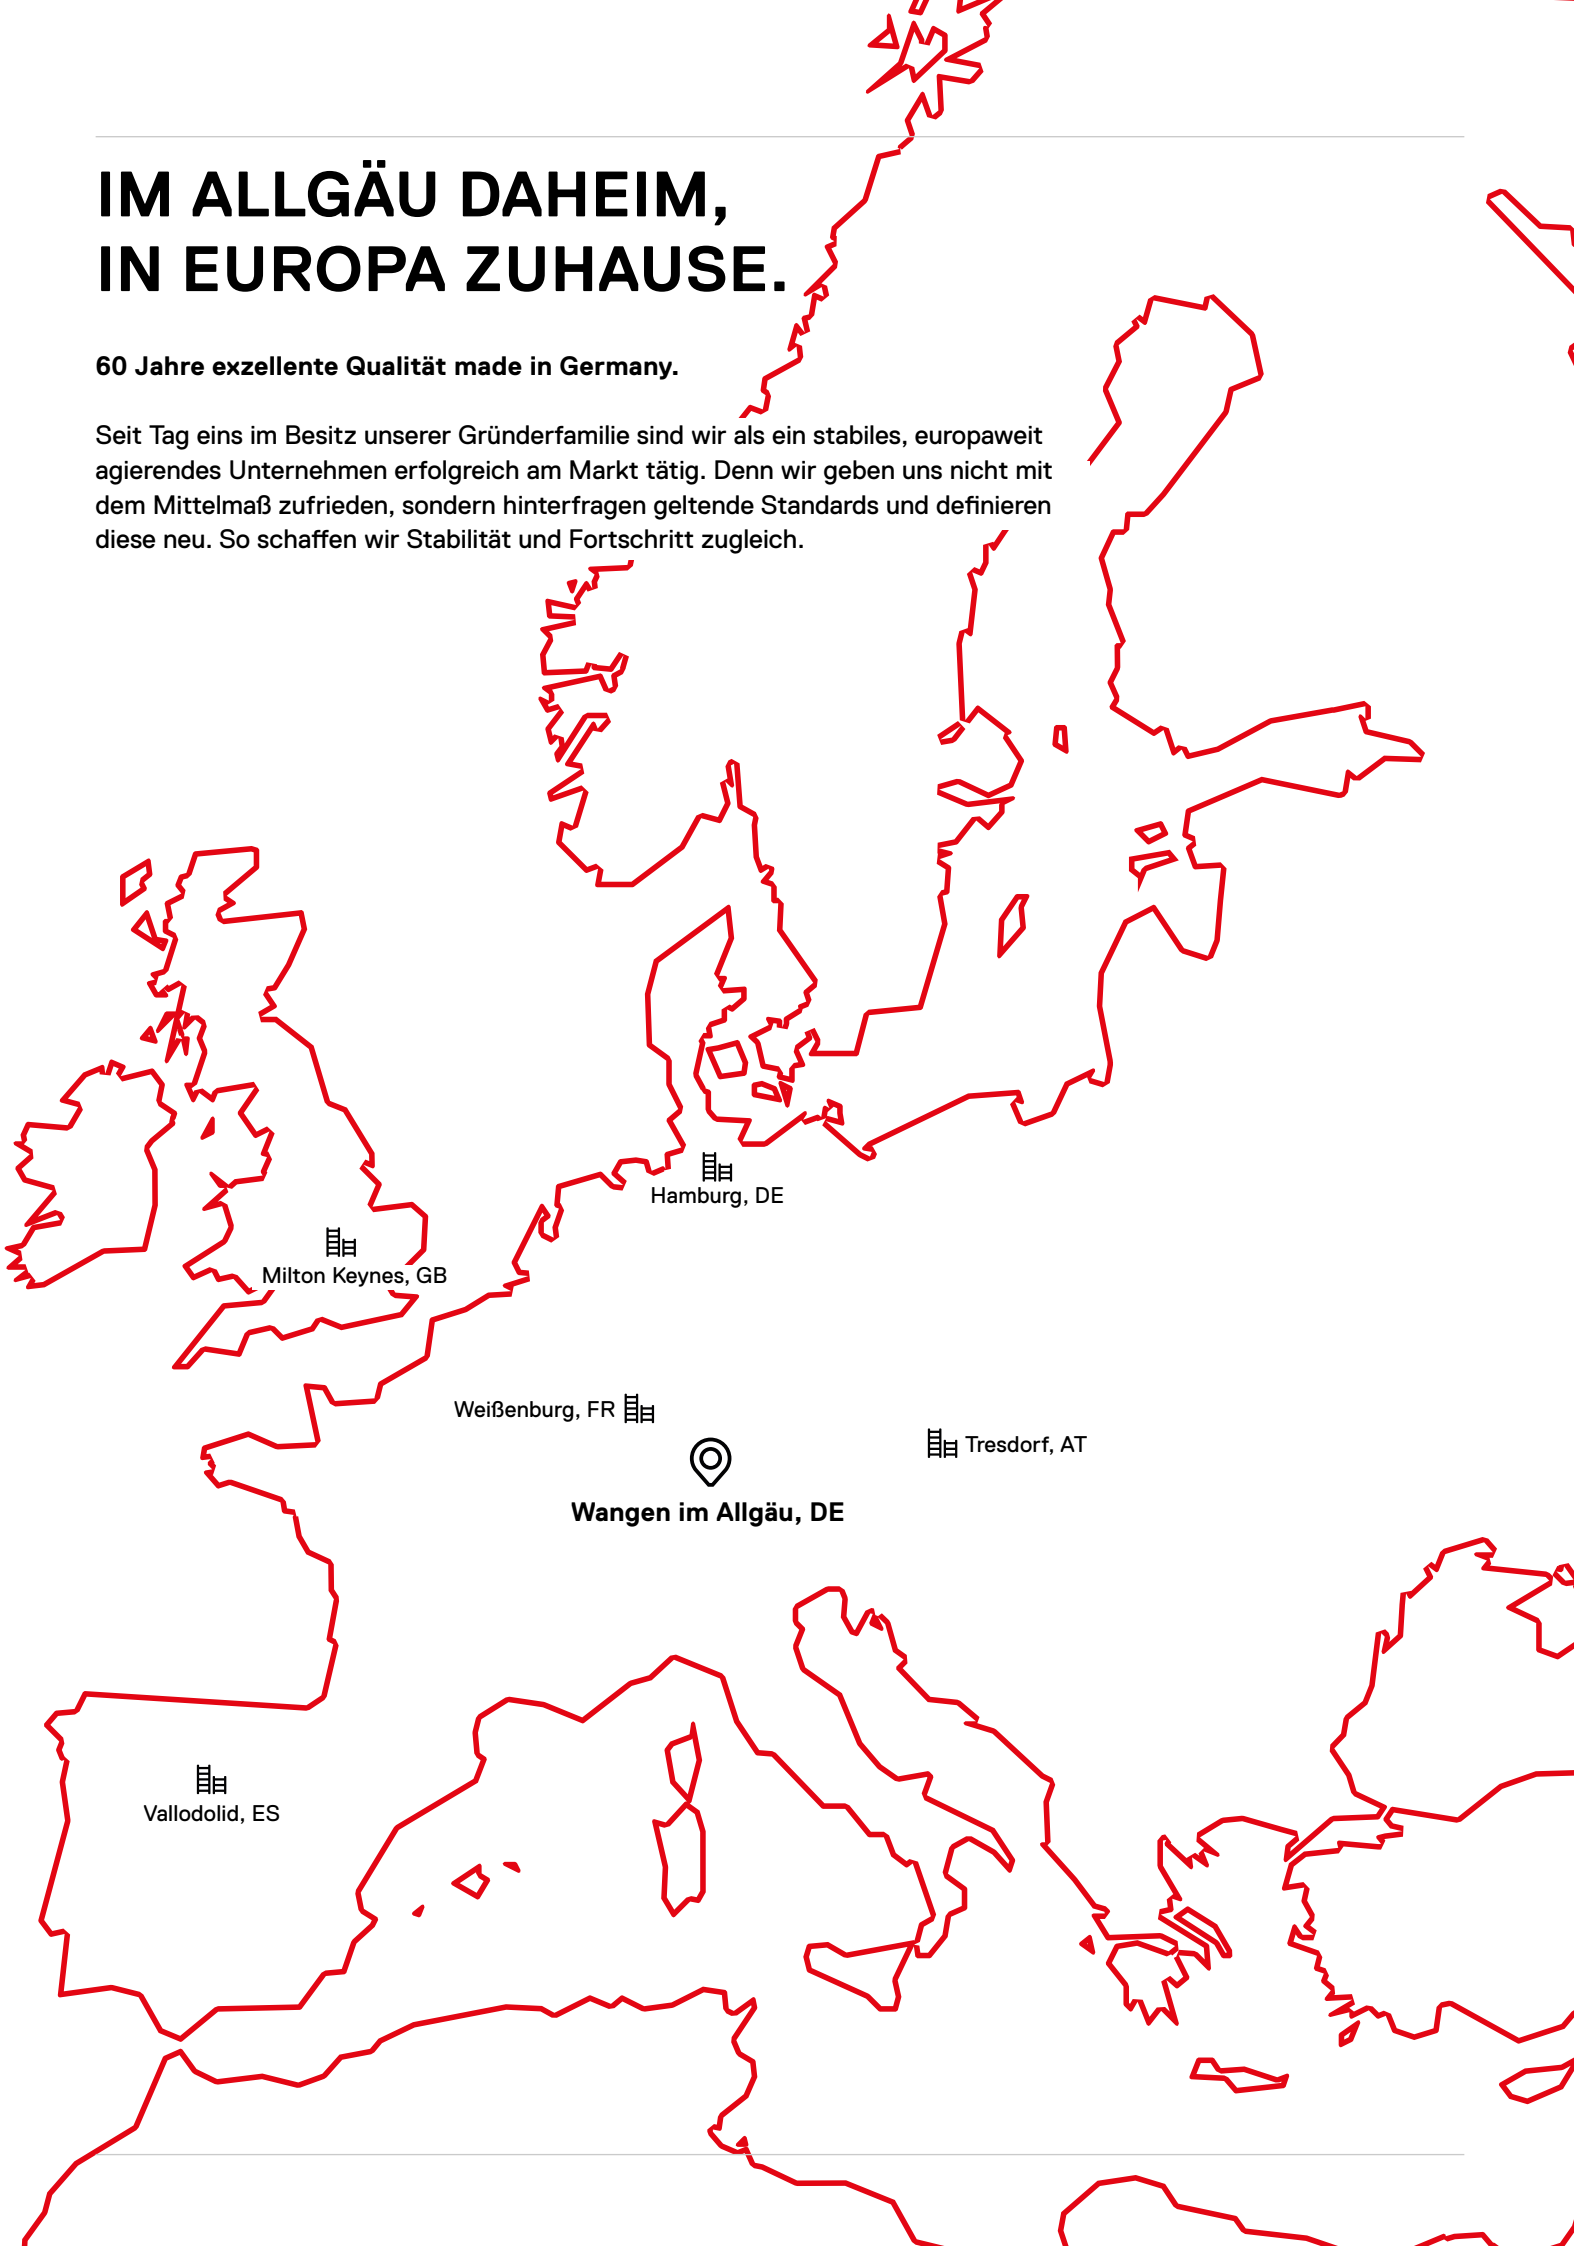 IM ALLGÄU DAHEIM,
IN EUROPA ZUHAUSE.
60 Jahre exzellente Qualität made in Germany.
Seit Tag eins im Besitz unserer Gründerfamilie sind wir als ein stabiles, europaweit
agierendes Unternehmen erfolgreich am Markt tätig. Denn wir geben uns nicht mit
dem Mittelmaß zufrieden, sondern hinterfragen geltende Standards und definieren
diese neu. So schaffen wir Stabilität und Fortschritt zugleich.
Hamburg, DE
Milton Keynes, GB
Weißenburg, FR
Tresdorf, AT
Wangen im Allgäu, DE
Vallodolid, ES